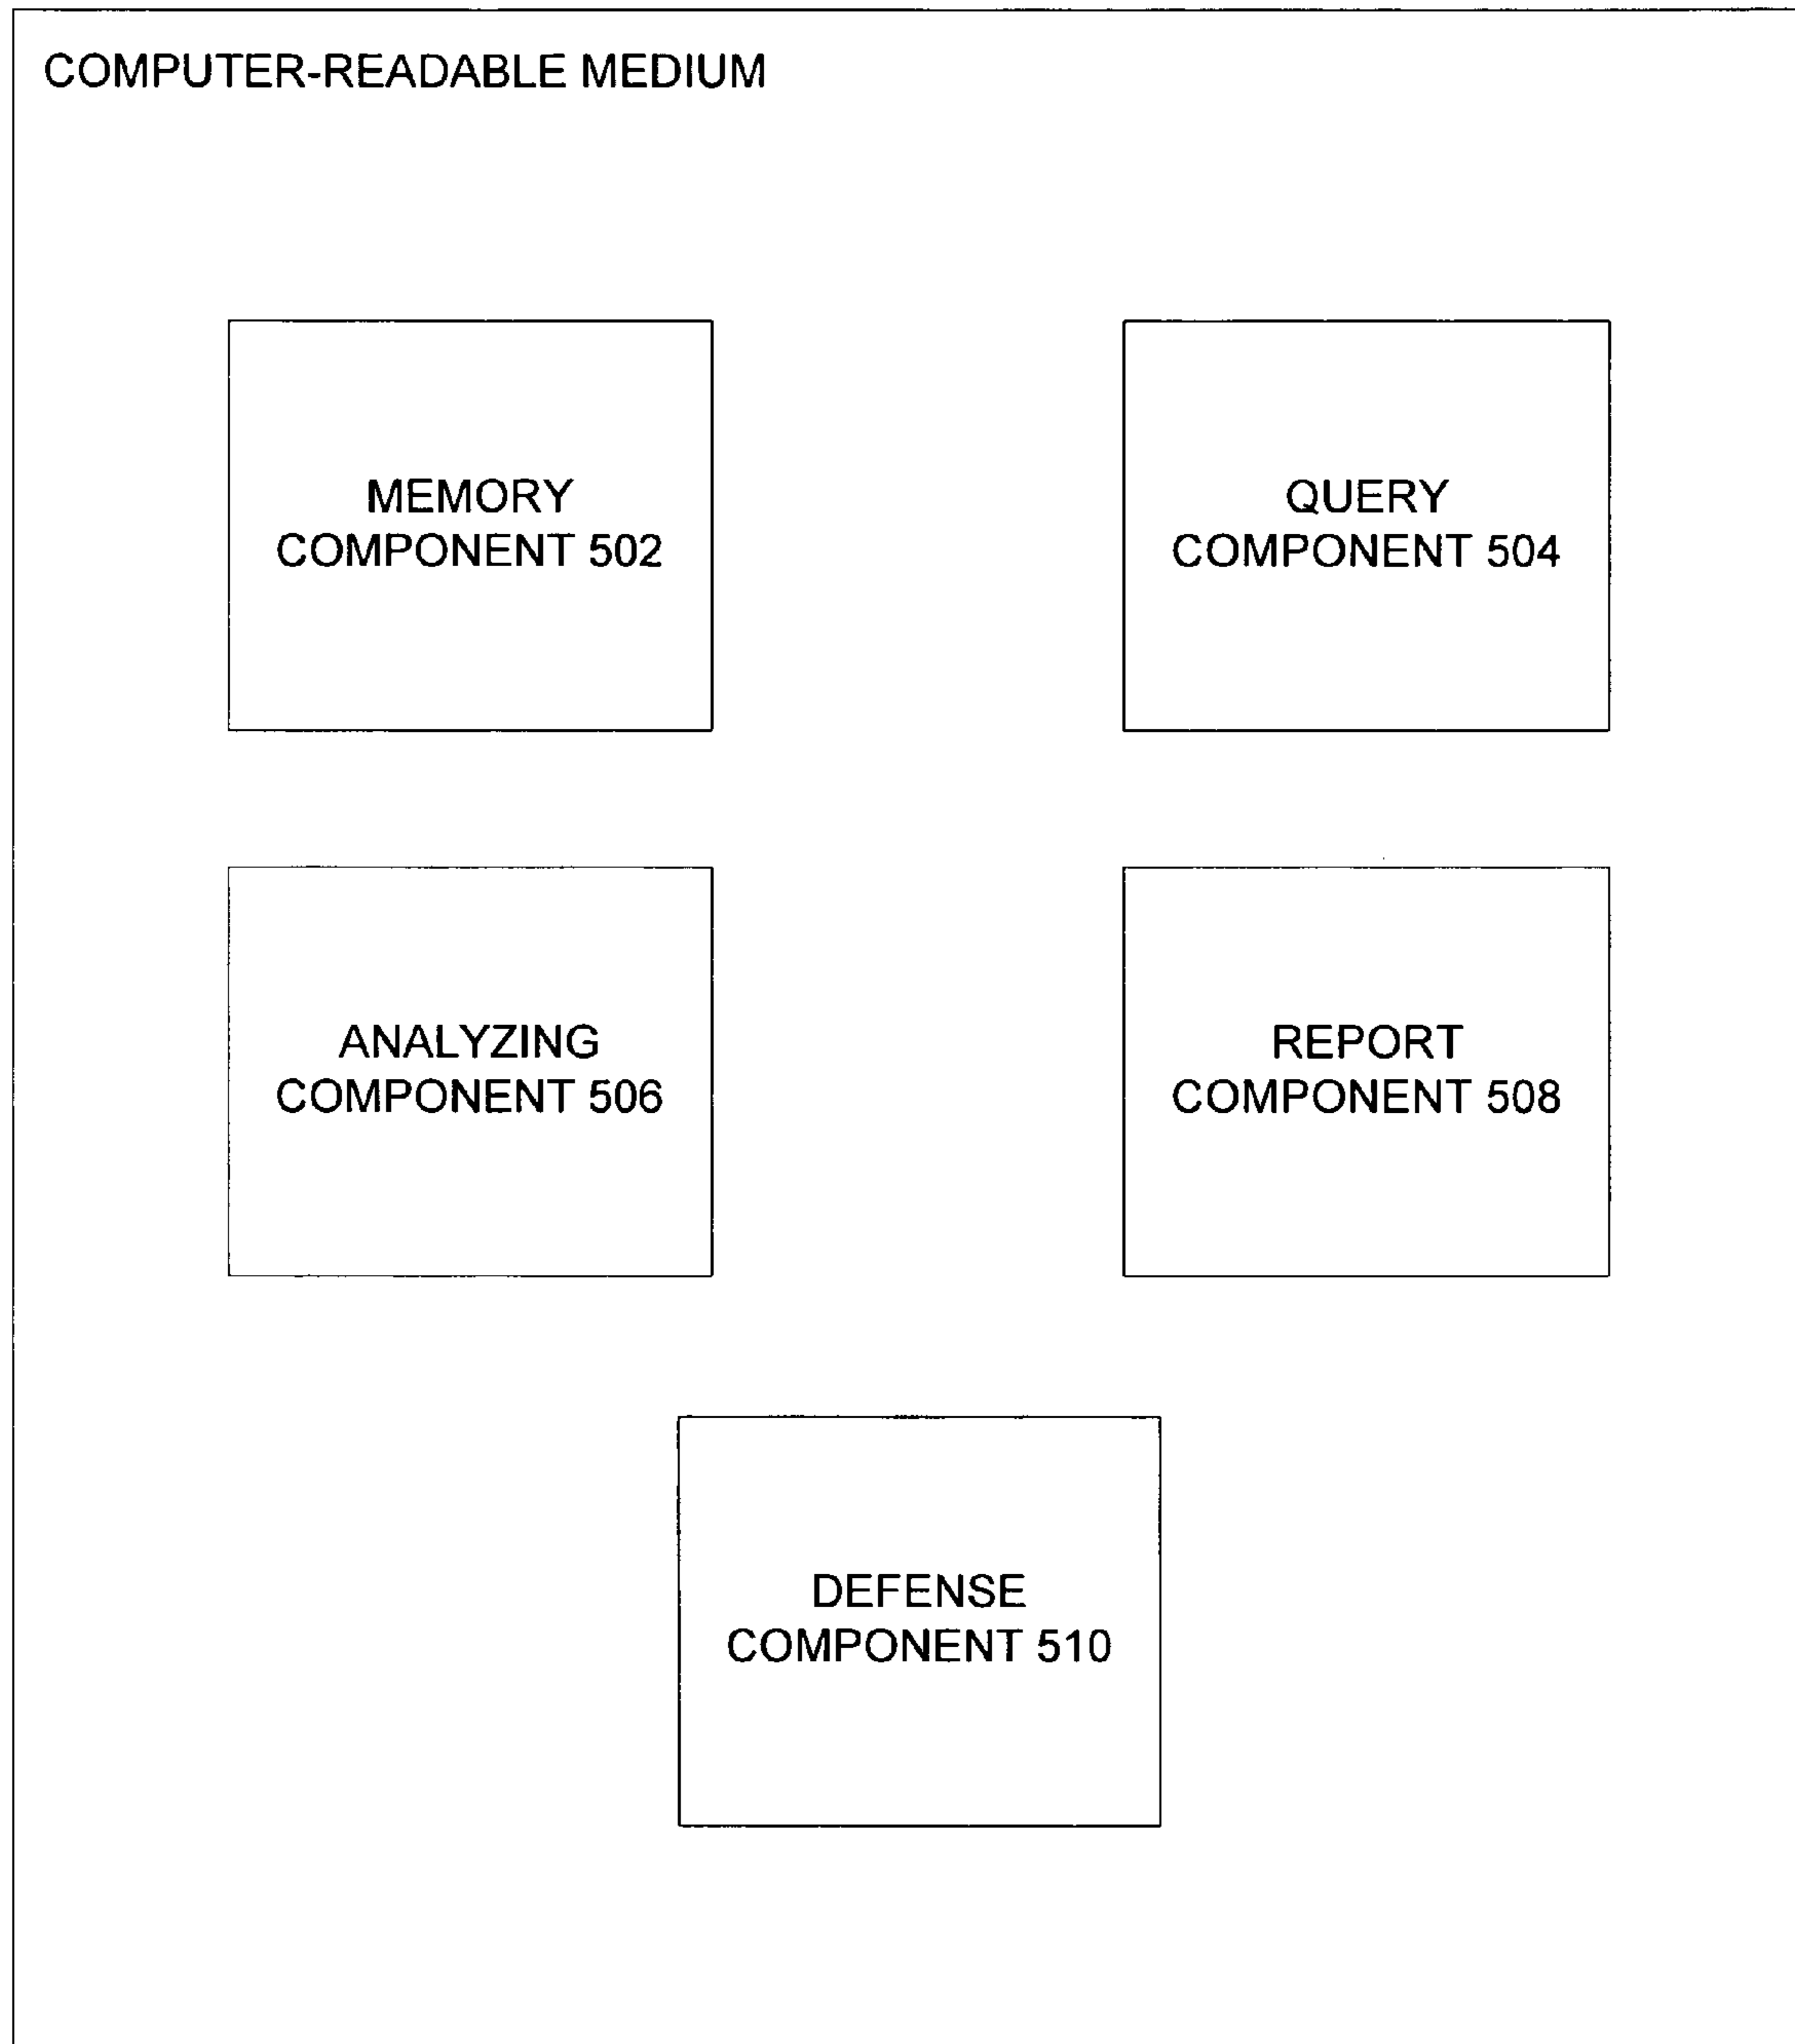 COMPUTER-READABLE MEDIUM
MEMORY
COMPONENT 502
QUERY
COMPONENT 504
ANALYZING
COMPONENT 506
REPORT
COMPONENT 508
DEFENSE
COMPONENT 510